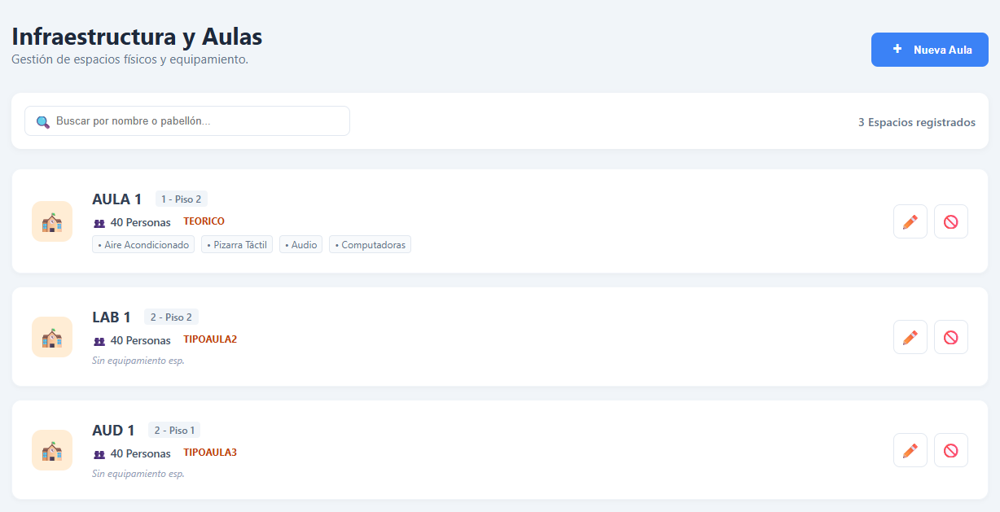 Infraestructura y Aulas
Gestión de espacios físicos y equipamiento.
+ Nueva Aula
Buscar por nombre o pabellón...
3 Espacios registrados
AULA 1 1 - Piso 2
40 Personas TEORICO
• Aire Acondicionado • Pizarra Táctil • Audio • Computadoras
LAB 1 2 - Piso 2
40 Personas TIPOAULA2
Sin equipamiento esp.
AUD 1 2 - Piso 1
40 Personas TIPOAULA3
Sin equipamiento esp.